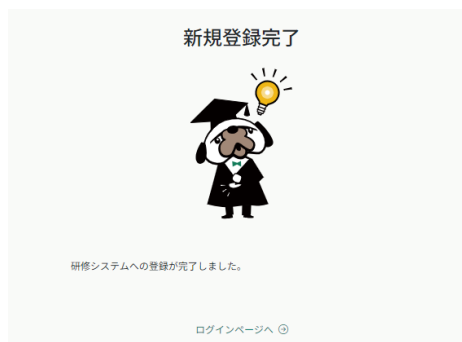 新規登録完了
研修システムへの登録が完了しました。
ログインページへ